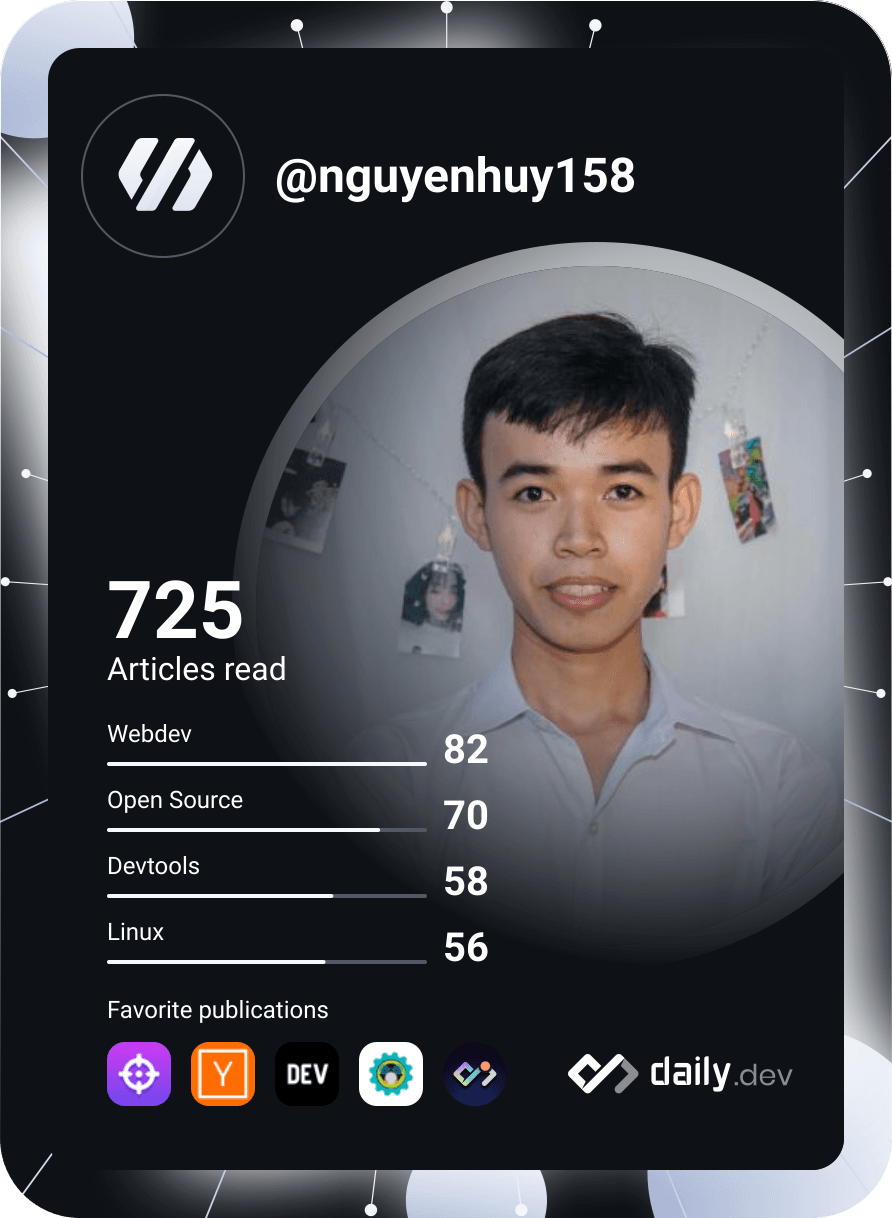 @nguyenhuy158
725
Articles read
Webdev
82
Open Source
70
Devtools
58
Linux
56
Favorite publications
Y
DEV
daily.dev